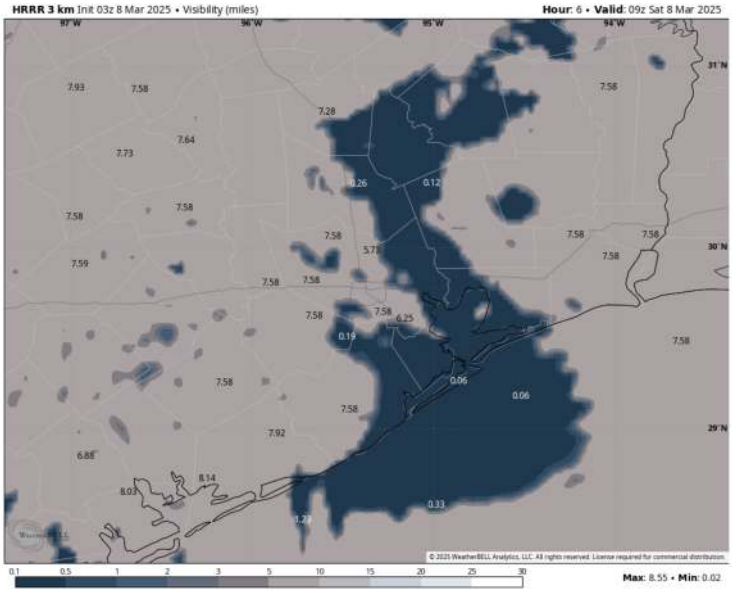 HRRR 3 km Init 03z 8 Mar 2025 • Visibility (miles) Hour: 6 • Valid: 09z Sat 8 Mar 2025
97°W 96°W 95°W 94°W
31°N
7.93 7.58 7.58
7.28
7.64
7.73
0.26 0.12
7.58 7.58
7.58 7.58 7.58
5.75 30°N
7.59 7.58
7.58 7.58
7.58 7.58 6.25
0.19 7.58
7.58 0.06
0.06
7.58
7.92 29°N
6.88
8.14
8.03
0.33
1.23
WeatherBELL
© 2025 WeatherBELL Analytics, LLC. All rights reserved. License required for commercial distribution.
0.1 0.5 1 2 3 5 10 15 20 25 30
Max: 8.55 • Min: 0.02